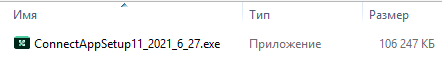 Имя Тип Размер
ConnectAppSetup11_2021_6_27.exe Приложение 106 247 КБ